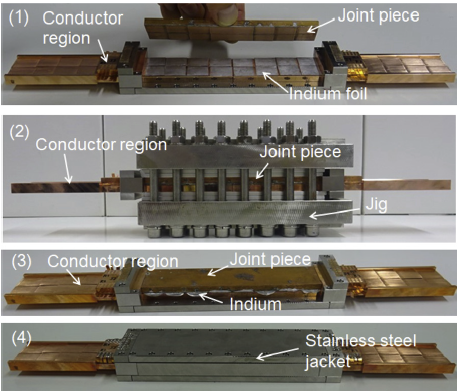 (1)
Conductor
region
Joint piece
Indium foil
(2)
Conductor region
Joint piece
Jig
(3)
Conductor region
Joint piece
Indium
(4)
Stainless steel
jacket